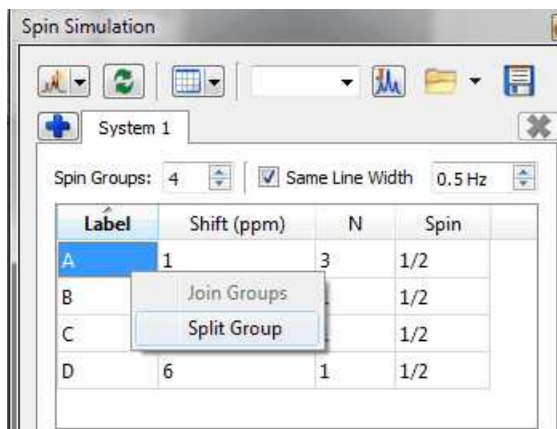 Spin Simulation
System 1
Spin Groups: 4 Same Line Width 0.5 Hz
Label Shift (ppm) N Spin
A 1 3 1/2
B 1/2
C 1/2
D 6 1 1/2
Join Groups
Split Group